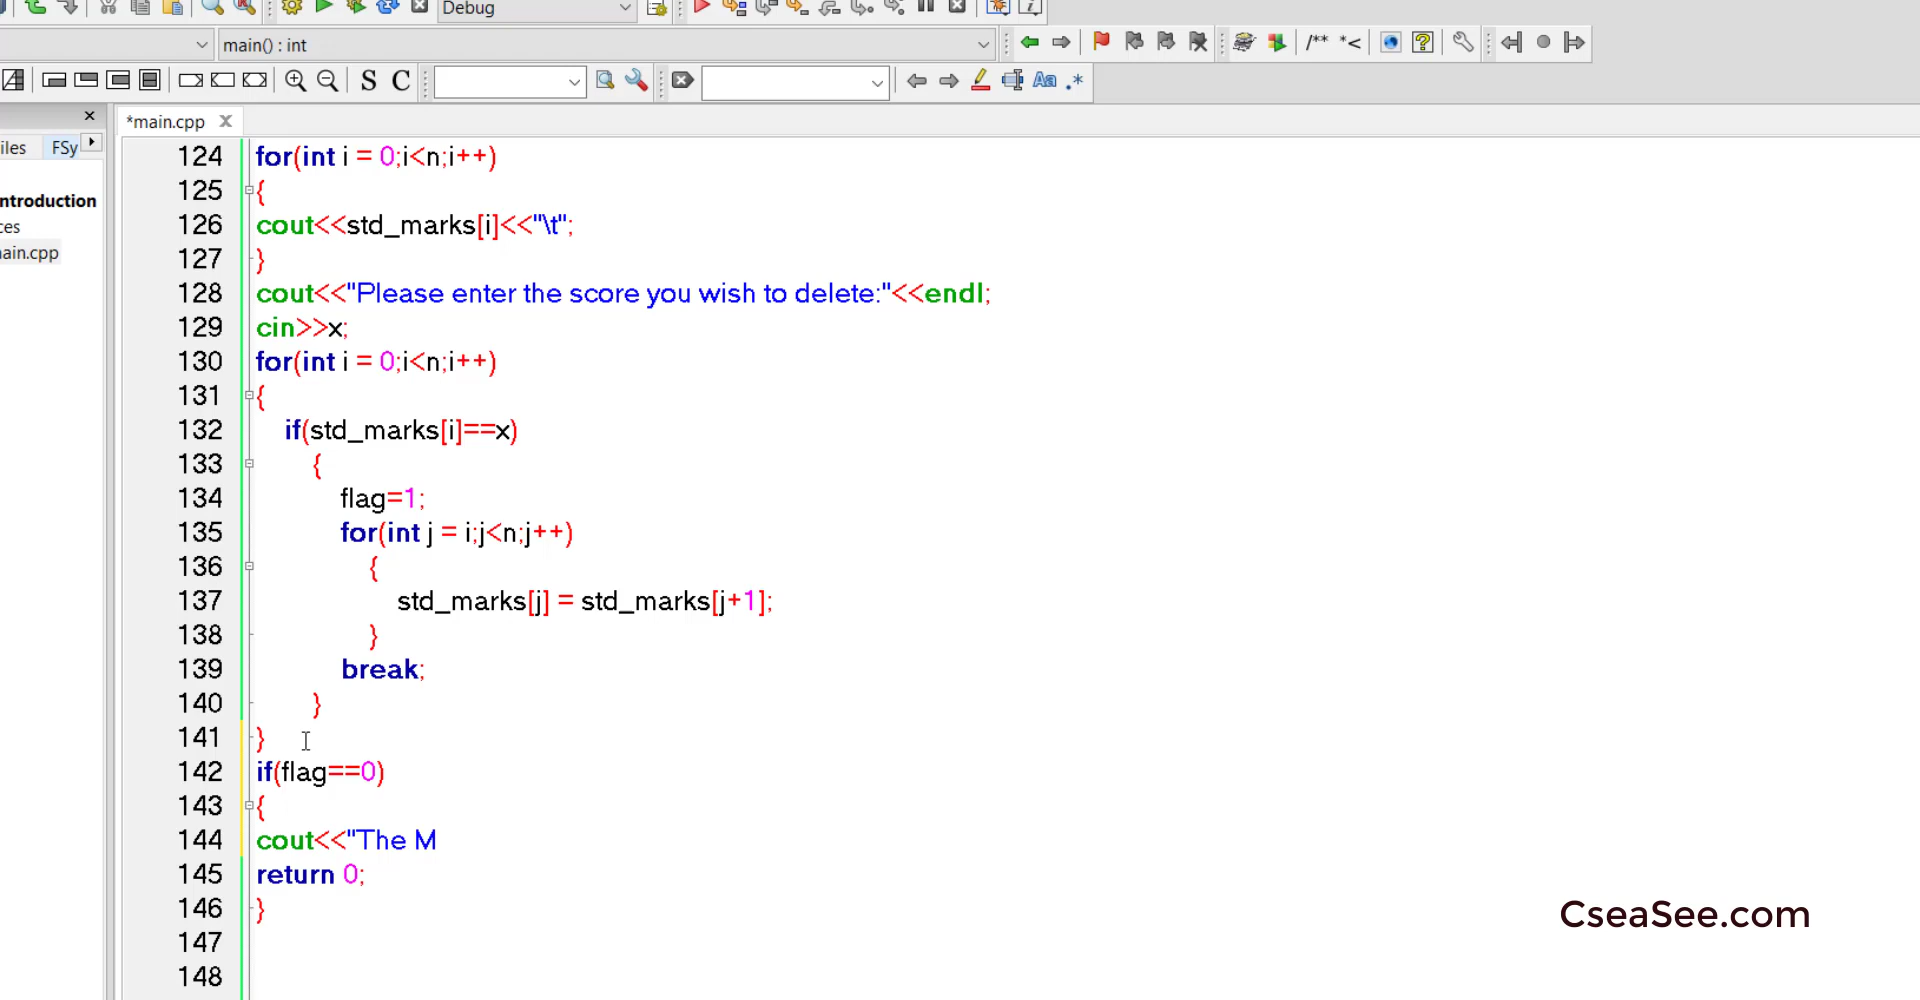 Debug
main() : int
S C
Aa .*
/** *<
*main.cpp
iles FSy
ntroduction
ces
ain.cpp
124 for(int i = 0;i<n;i++)
125 {
126 cout<<std_marks[i]<<"\t";
127 }
128 cout<<"Please enter the score you wish to delete:"<<endl;
129 cin>>x;
130 for(int i = 0;i<n;i++)
131 {
132 if(std_marks[i]==x)
133 {
134 flag=1;
135 for(int j = i;j<n;j++)
136 {
137 std_marks[j] = std_marks[j+1];
138 }
139 break;
140 }
141 }
142 if(flag==0)
143 {
144 cout<<"The M
145 return 0;
146 }
147
148
CseaSee.com